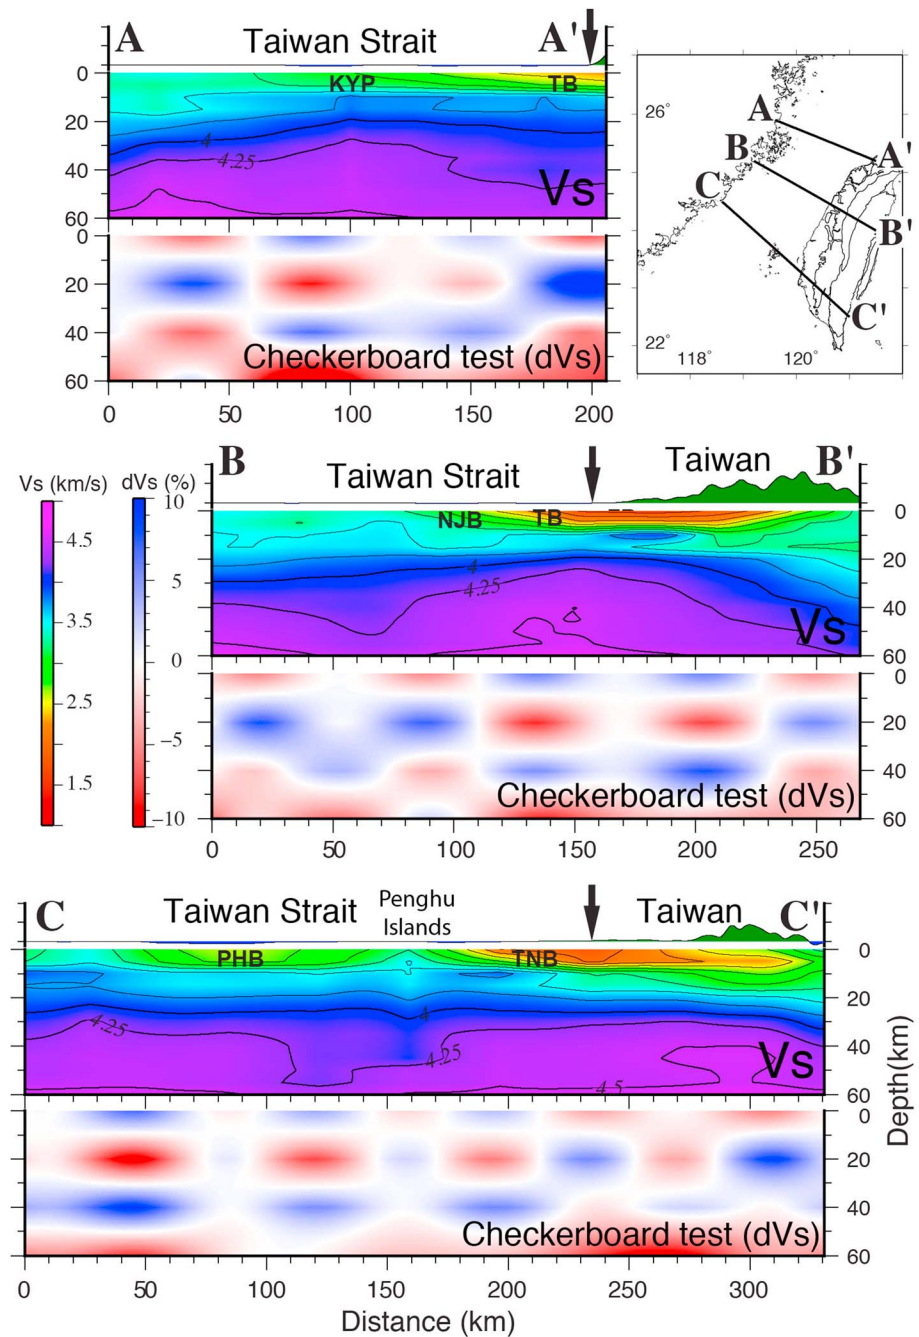 A Taiwan Strait A'
0
KYP TB
20
4
4.25
40
Vs
60
0
20
40
Checkerboard test (dVs)
60
0 50 100 150 200
26°
A
A'
B
C
B'
C'
22°
118° 120°
B Taiwan Strait Taiwan B'
Vs (km/s) dVs (%)
10
4.5
5
3.5
0
2.5
-5
1.5
-10
0
NJB TB
20
4
4.25
40
Vs
60
0
20
40
Checkerboard test (dVs)
60
0 50 100 150 200 250
C Taiwan Strait Penghu Islands Taiwan C'
0
PHB TNB
20
4
4.25 4.25
40
Vs
4.5
60
Depth(km)
0
20
40
Checkerboard test (dVs)
60
0 50 100 150 200 250 300
Distance (km)